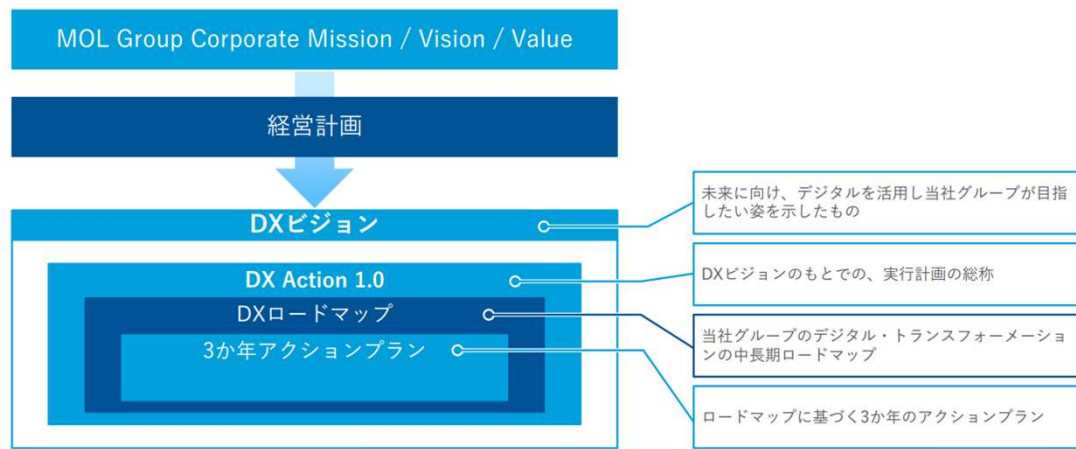 MOL Group Corporate Mission / Vision / Value
経営計画
DXビジョン
未来に向け、デジタルを活用し当社グループが目指
したい姿を示したもの
DX Action 1.0
DXビジョンのもとでの、実行計画の総称
DXロードマップ
当社グループのデジタル・トランスフォーメーショ
ンの中長期ロードマップ
3か年アクションプラン
ロードマップに基づく3か年のアクションプラン